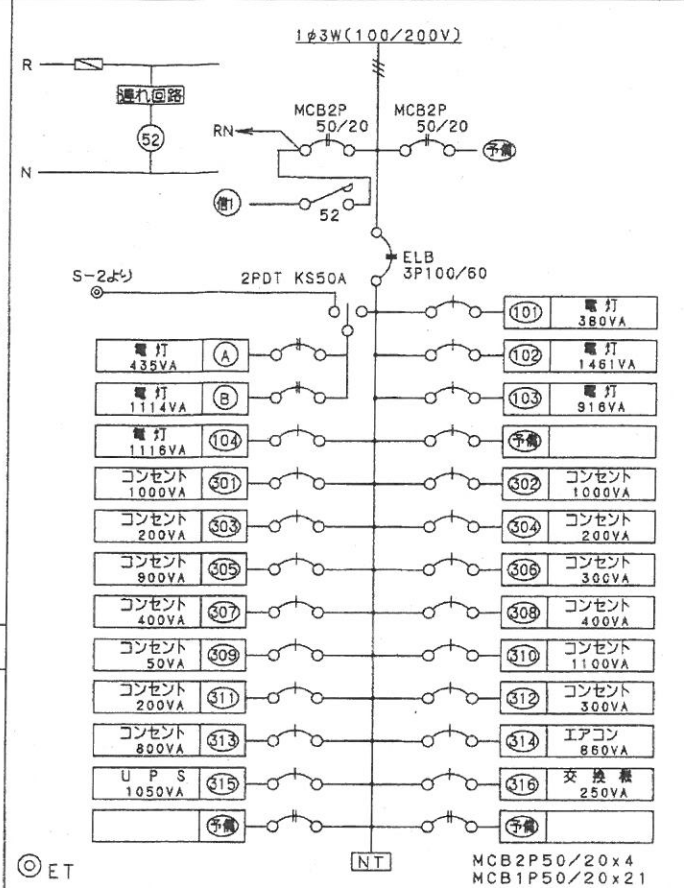 1φ3W(100/200V)
R
遅れ回路
52
N
MCB2P
50/20
MCB2P
50/20
RN
予備
52
ELB
3P100/60
S-2より
2PDT KS50A
101 電灯
380VA
電灯
435VA A
102 電灯
1461VA
電灯
1114VA B
103 電灯
916VA
電灯
1116VA 104
予備
コンセント
1000VA 301
302 コンセント
1000VA
コンセント
200VA 303
304 コンセント
200VA
コンセント
900VA 305
306 コンセント
300VA
コンセント
400VA 307
308 コンセント
400VA
コンセント
50VA 309
310 コンセント
1100VA
コンセント
200VA 311
312 コンセント
300VA
コンセント
800VA 313
314 エアコン
860VA
UPS
1050VA 315
316 交換機
250VA
予備
予備
ET
NT
MCB2P50/20x4
MCB1P50/20x21